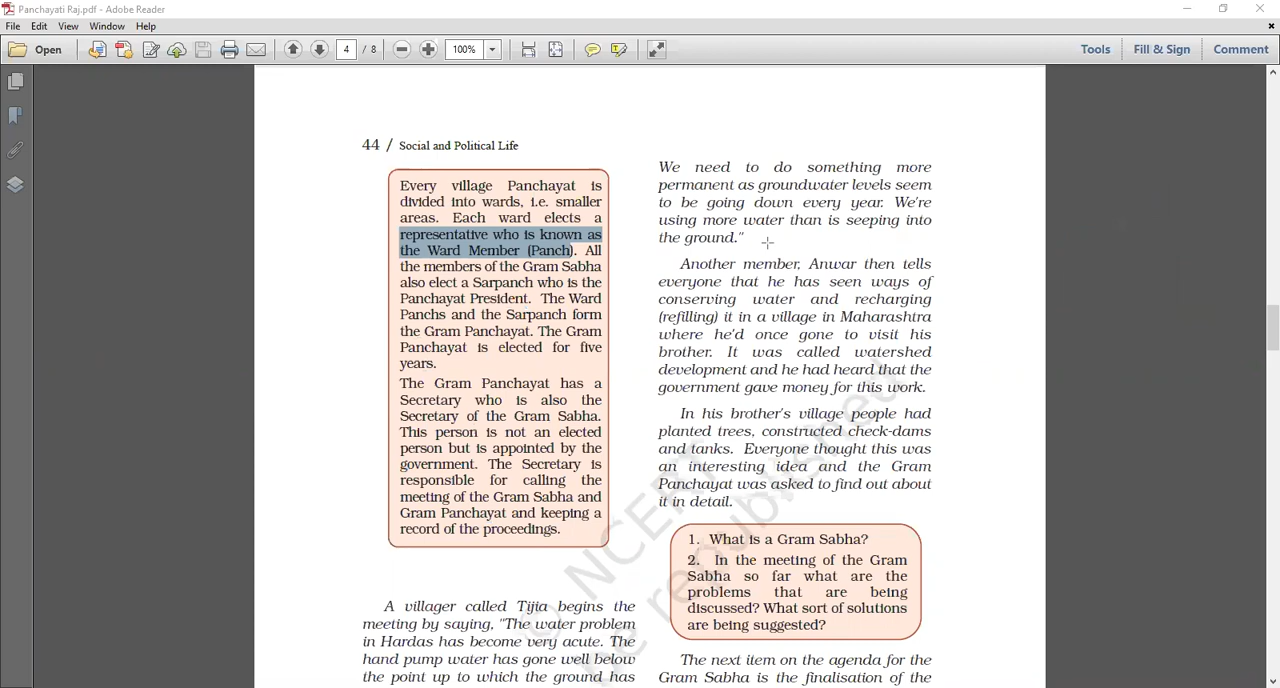 Panchayati Raj.pdf - Adobe Reader
File Edit View Window Help
Open 4 / 8 100% Tools Fill & Sign Comment
44 / Social and Political Life
Every village Panchayat is
divided into wards, i.e. smaller
areas. Each ward elects a
representative who is known as
the Ward Member (Panch). All
the members of the Gram Sabha
also elect a Sarpanch who is the
Panchayat President. The Ward
Panchs and the Sarpanch form
the Gram Panchayat. The Gram
Panchayat is elected for five
years.
The Gram Panchayat has a
Secretary who is also the
Secretary of the Gram Sabha.
This person is not an elected
person but is appointed by the
government. The Secretary is
responsible for calling the
meeting of the Gram Sabha and
Gram Panchayat and keeping a
record of the proceedings.
A villager called Tijia begins the
meeting by saying, "The water problem
in Hardas has become very acute. The
hand pump water has gone well below
the point up to which the ground has
We need to do something more
permanent as groundwater levels seem
to be going down every year. We're
using more water than is seeping into
the ground."
Another member, Anwar then tells
everyone that he has seen ways of
conserving water and recharging
(refilling) it in a village in Maharashtra
where he'd once gone to visit his
brother. It was called watershed
development and he had heard that the
government gave money for this work.
In his brother's village people had
planted trees, constructed check-dams
and tanks. Everyone thought this was
an interesting idea and the Gram
Panchayat was asked to find out about
it in detail.
1. What is a Gram Sabha?
2. In the meeting of the Gram
Sabha so far what are the
problems that are being
discussed? What sort of solutions
are being suggested?
The next item on the agenda for the
Gram Sabha is the finalisation of the
© NCERT
be republished